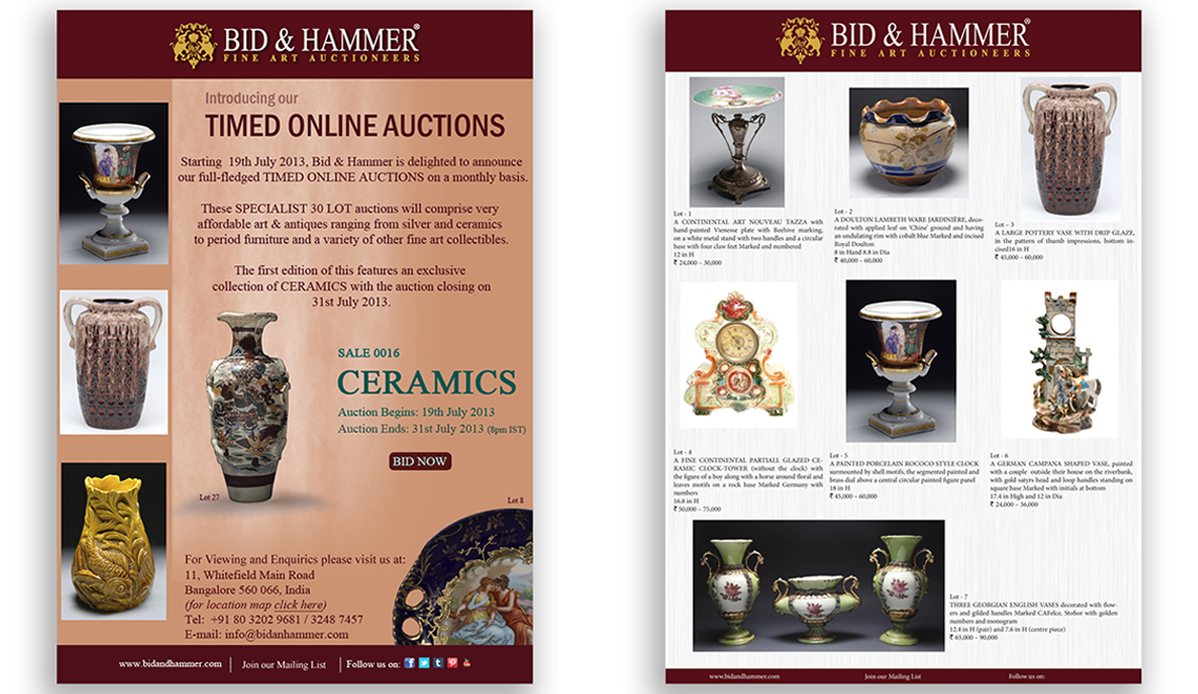 BID & HAMMER®
FINE ART AUCTIONEERS
Introducing our
TIMED ONLINE AUCTIONS
Starting 19th July 2013, Bid & Hammer is delighted to announce
our full-fledged TIMED ONLINE AUCTIONS on a monthly basis.
These SPECIALIST 30 LOT auctions will comprise very
affordable art & antiques ranging from silver and ceramics
to period furniture and a variety of other fine art collectibles.
The first edition of this features an exclusive
collection of CERAMICS with the auction closing on
31st July 2013.
SALE 0016
CERAMICS
Auction Begins: 19th July 2013
Auction Ends: 31st July 2013 (8pm IST)
BID NOW
Lot 27
Lot 8
For Viewing and Enquirics please visit us at:
11, Whitefield Main Road
Bangalore 560 066, India
(for location map click here)
Tel: +91 80 3202 9681 / 3248 7457
E-mail: info@bidanhammer.com
www.bidandhammer.com | Join our Mailing List | Follow us on:
BID & HAMMER®
FINE ART AUCTIONEERS
Lot - 1
A CONTINENTAL ART NOUVEAU TAZZA with
hand-painted Vienesse plate with Beehive marking,
on a white metal stand with two handles and a circular
base with four claw feet Marked and numbered
12 in H
₹ 24,000 – 30,000
Lot - 2
A DOULTON LAMBETH WARE JARDINIÈRE, deco-
rated with applied leaf on 'Chine' ground and having
an undulating rim with cobalt blue Marked and incised
Royal Doulton
8 in Hand 8.8 in Dia
₹ 40,000 – 60,000
Lot - 3
A LARGE POTTERY VASE WITH DRIP GLAZE,
in the pattern of thumb impressions, bottom in-
cised16 in H
₹ 45,000 – 60,000
Lot - 4
A FINE CONTINENTAL PARTIALL GLAZED CE-
RAMIC CLOCK-TOWER (without the clock) with
the figure of a boy along with a horse around floral and
leaves motifs on a rock base Marked Germany with
numbers
16.8 in H
₹ 50,000 – 75,000
Lot - 5
A PAINTED PORCELAIN ROCOCO STYLE CLOCK
surmounted by shell motifs, the segmented painted and
brass dial above a central circular painted figure panel
18 in H
₹ 45,000 – 60,000
Lot - 6
A GERMAN CAMPANA SHAPED VASE, painted
with a couple outside their house on the riverbank,
with gold satyrs head and loop handles standing on
square base Marked with initials at bottom
17.4 in High and 12 in Dia
₹ 24,000 – 36,000
Lot - 7
THREE GEORGIAN ENGLISH VASES decorated with flow-
ers and gilded handles Marked CAFelce, Stofior with golden
numbers and monogram
12.4 in H (pair) and 7.6 in H (centre piece)
₹ 65,000 – 90,000
www.bidandhammer.com Join our Mailing List Follow us on: